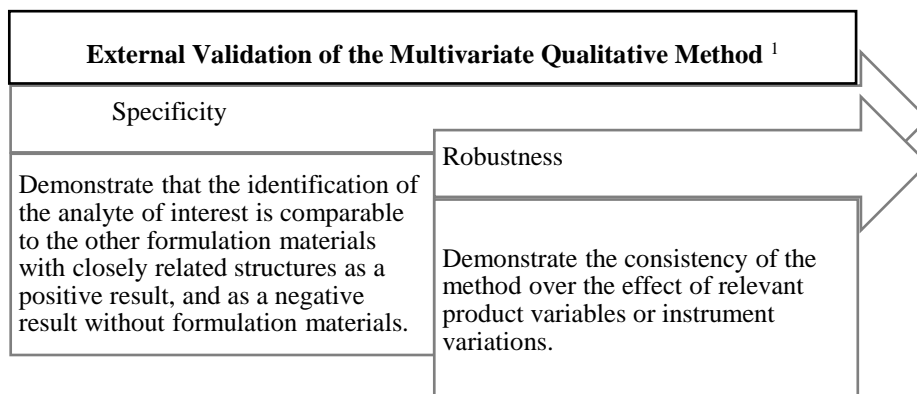 External Validation of the Multivariate Qualitative Method 1
Specificity
Demonstrate that the identification of
the analyte of interest is comparable
to the other formulation materials
with closely related structures as a
positive result, and as a negative
result without formulation materials.
Robustness
Demonstrate the consistency of the
method over the effect of relevant
product variables or instrument
variations.